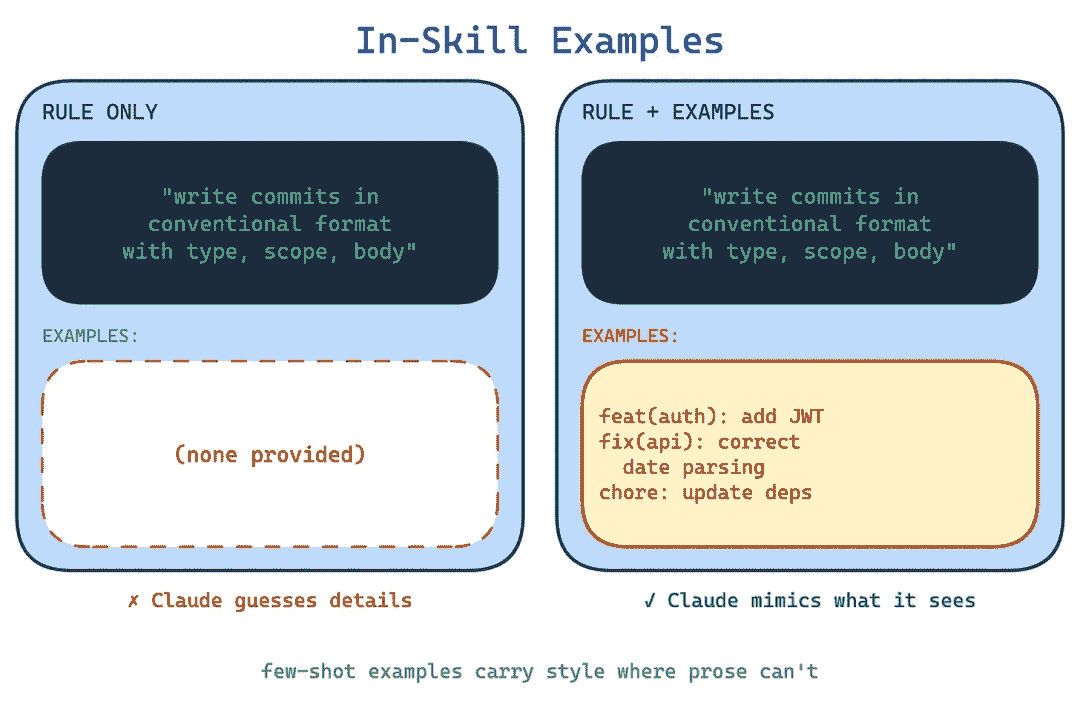 In-Skill Examples
RULE ONLY
"write commits in
conventional format
with type, scope, body"
EXAMPLES:
(none provided)
✗ Claude guesses details
RULE + EXAMPLES
"write commits in
conventional format
with type, scope, body"
EXAMPLES:
feat(auth): add JWT
fix(api): correct
  date parsing
chore: update deps
✓ Claude mimics what it sees
few-shot examples carry style where prose can't